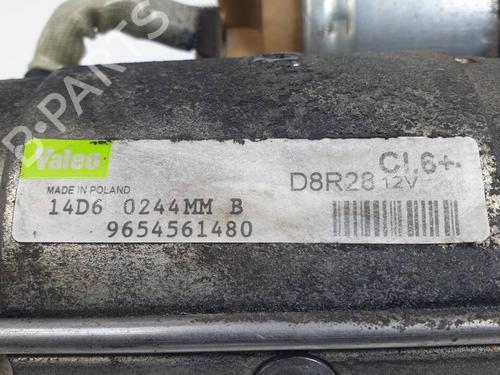 B-PARTS
Valeo
MADE IN POLAND
14D6 0244MM B
9654561480
CI.6+-
D8R28 12V